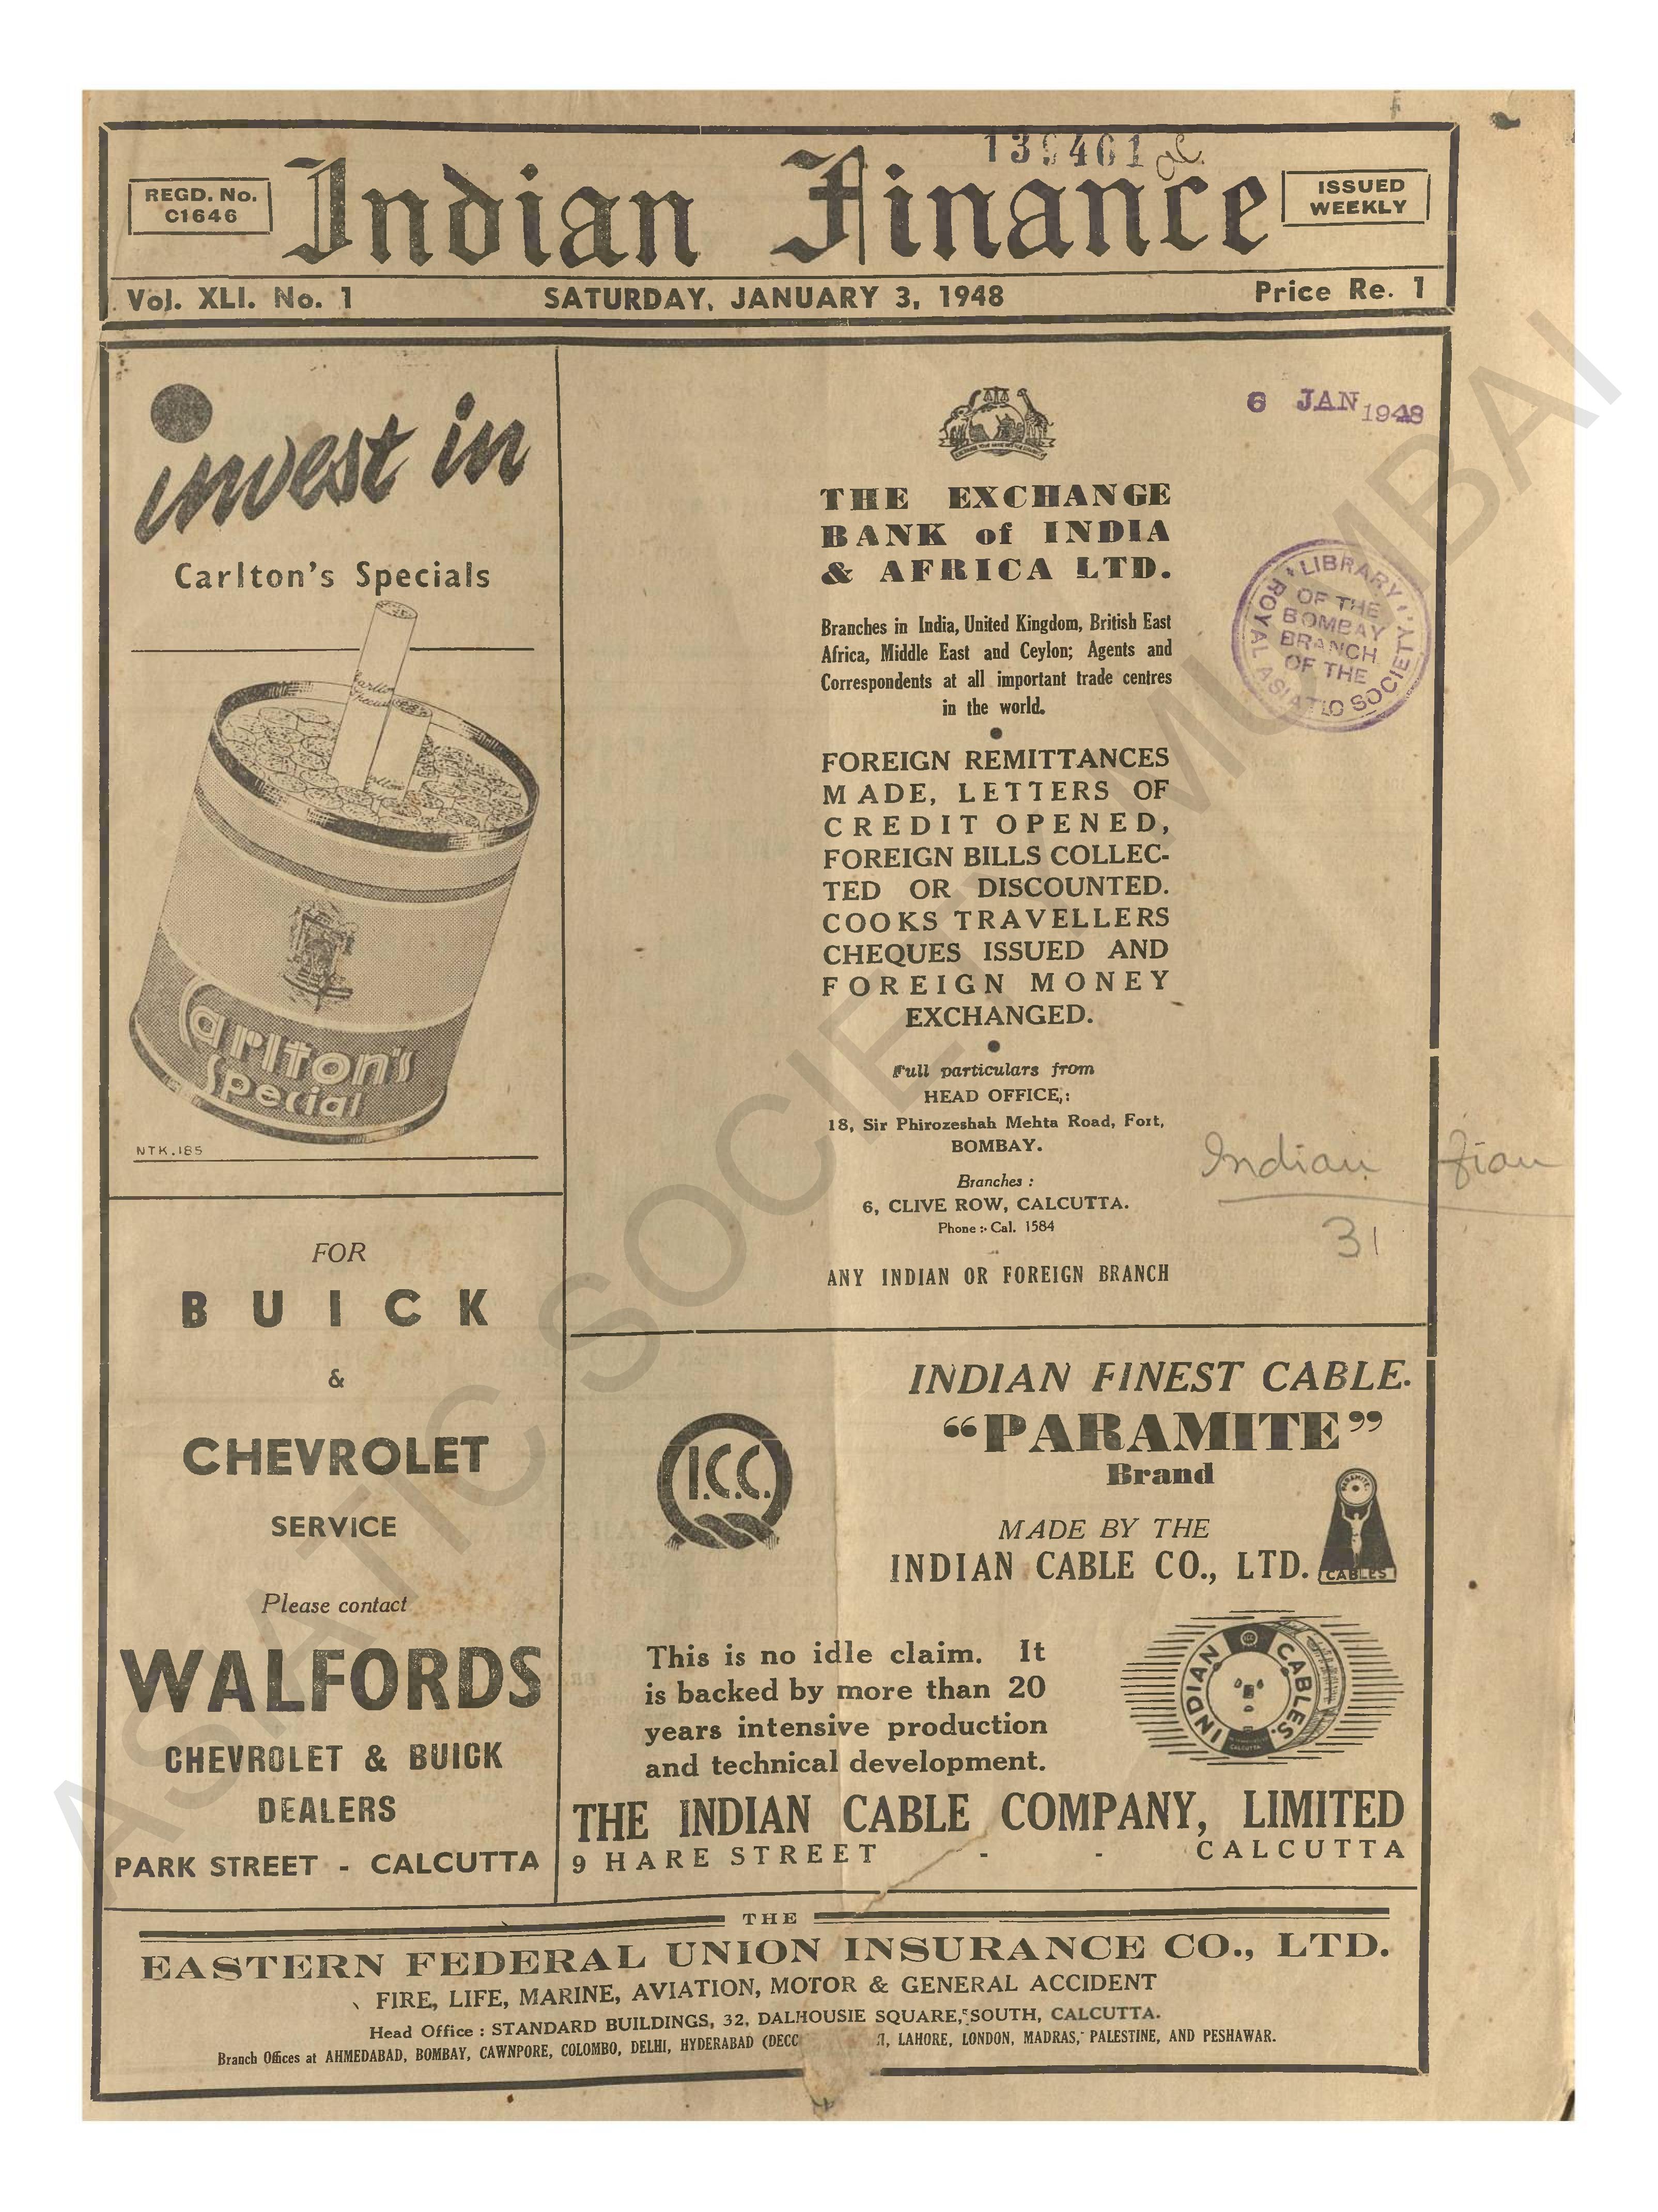 139461
REGD. No.
C1646
Indian Finance
ISSUED
WEEKLY
Vol. XLI. No. 1
SATURDAY, JANUARY 3, 1948
Price Re. 1
invest in
Carlton's Specials
Carlton's
Special
NTK.185
FOR
BUICK
&
CHEVROLET
SERVICE
Please contact
WALFORDS
CHEVROLET & BUICK
DEALERS
PARK STREET - CALCUTTA
6 JAN 1948
THE EXCHANGE
BANK of INDIA
& AFRICA LTD.
LIBRARY
OF THE
BOMBAY
BRANCH
OF THE
ROYAL ASIATIC SOCIETY
Branches in India, United Kingdom, British East
Africa, Middle East and Ceylon; Agents and
Correspondents at all important trade centres
in the world.
FOREIGN REMITTANCES
MADE, LETTERS OF
CREDIT OPENED,
FOREIGN BILLS COLLEC-
TED OR DISCOUNTED.
COOKS TRAVELLERS
CHEQUES ISSUED AND
FOREIGN MONEY
EXCHANGED.
Full particulars from
HEAD OFFICE,:
18, Sir Phirozeshah Mehta Road, Fort,
BOMBAY.
Branches :
6, CLIVE ROW, CALCUTTA.
Phone :- Cal. 1584
ANY INDIAN OR FOREIGN BRANCH
Indian
31
INDIAN FINEST CABLE.
"PARAMITE"
Brand
I.C.C.
MADE BY THE
INDIAN CABLE CO., LTD.
PARAMITE
CABLES
This is no idle claim. It
is backed by more than 20
years intensive production
and technical development.
INDIAN CABLES.
CALCUTTA
THE INDIAN CABLE COMPANY, LIMITED
9 HARE STREET - - CALCUTTA
THE
EASTERN FEDERAL UNION INSURANCE CO., LTD.
FIRE, LIFE, MARINE, AVIATION, MOTOR & GENERAL ACCIDENT
Head Office : STANDARD BUILDINGS, 32, DALHOUSIE SQUARE, SOUTH, CALCUTTA.
Branch Offices at AHMEDABAD, BOMBAY, CAWNPORE, COLOMBO, DELHI, HYDERABAD (DECC LAHORE, LONDON, MADRAS, PALESTINE, AND PESHAWAR.
ASIATIC SOCIETY MUMBAI